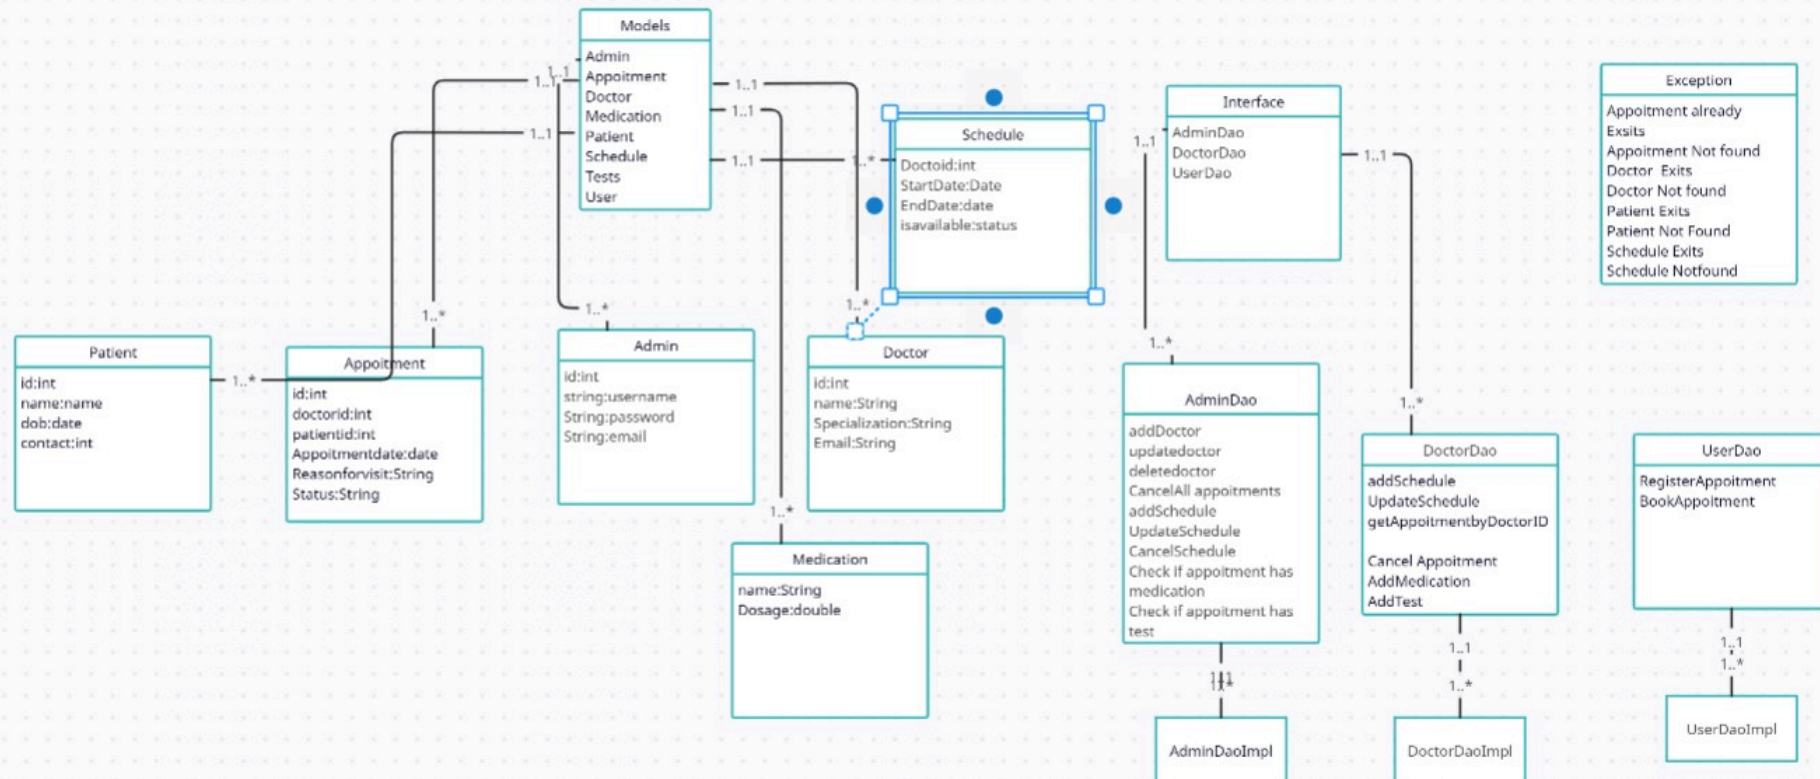 Models
Admin
Appoitment
Doctor
Medication
Patient
Schedule
Tests
User
1..1
1..1
1..1
1..1
1..1
1..1
1..*
Schedule
Doctoid:int
StartDate:Date
EndDate:date
isavailable:status
Interface
AdminDao
DoctorDao
UserDao
1..1
1..1
Exception
Appoitment already
Exsits
Appoitment Not found
Doctor Exits
Doctor Not found
Patient Exits
Patient Not Found
Schedule Exits
Schedule Notfound
1..*
1..*
1..*
1..*
1..*
Patient
id:int
name:name
dob:date
contact:int
1..*
Appoitment
id:int
doctorid:int
patientid:int
Appoitmentdate:date
Reasonforvisit:String
Status:String
Admin
id:int
string:username
String:password
String:email
Doctor
id:int
name:String
Specialization:String
Email:String
1..*
Medication
name:String
Dosage:double
AdminDao
addDoctor
updatedoctor
deletedoctor
CancelAll appoitments
addSchedule
UpdateSchedule
CancelSchedule
Check if appoitment has
medication
Check if appoitment has
test
DoctorDao
addSchedule
UpdateSchedule
getAppoitmentbyDoctorID
Cancel Appoitment
AddMedication
AddTest
UserDao
RegisterAppoitment
BookAppoitment
1..1
1..*
1..1
1..*
AdminDaoImpl
DoctorDaoImpl
UserDaoImpl